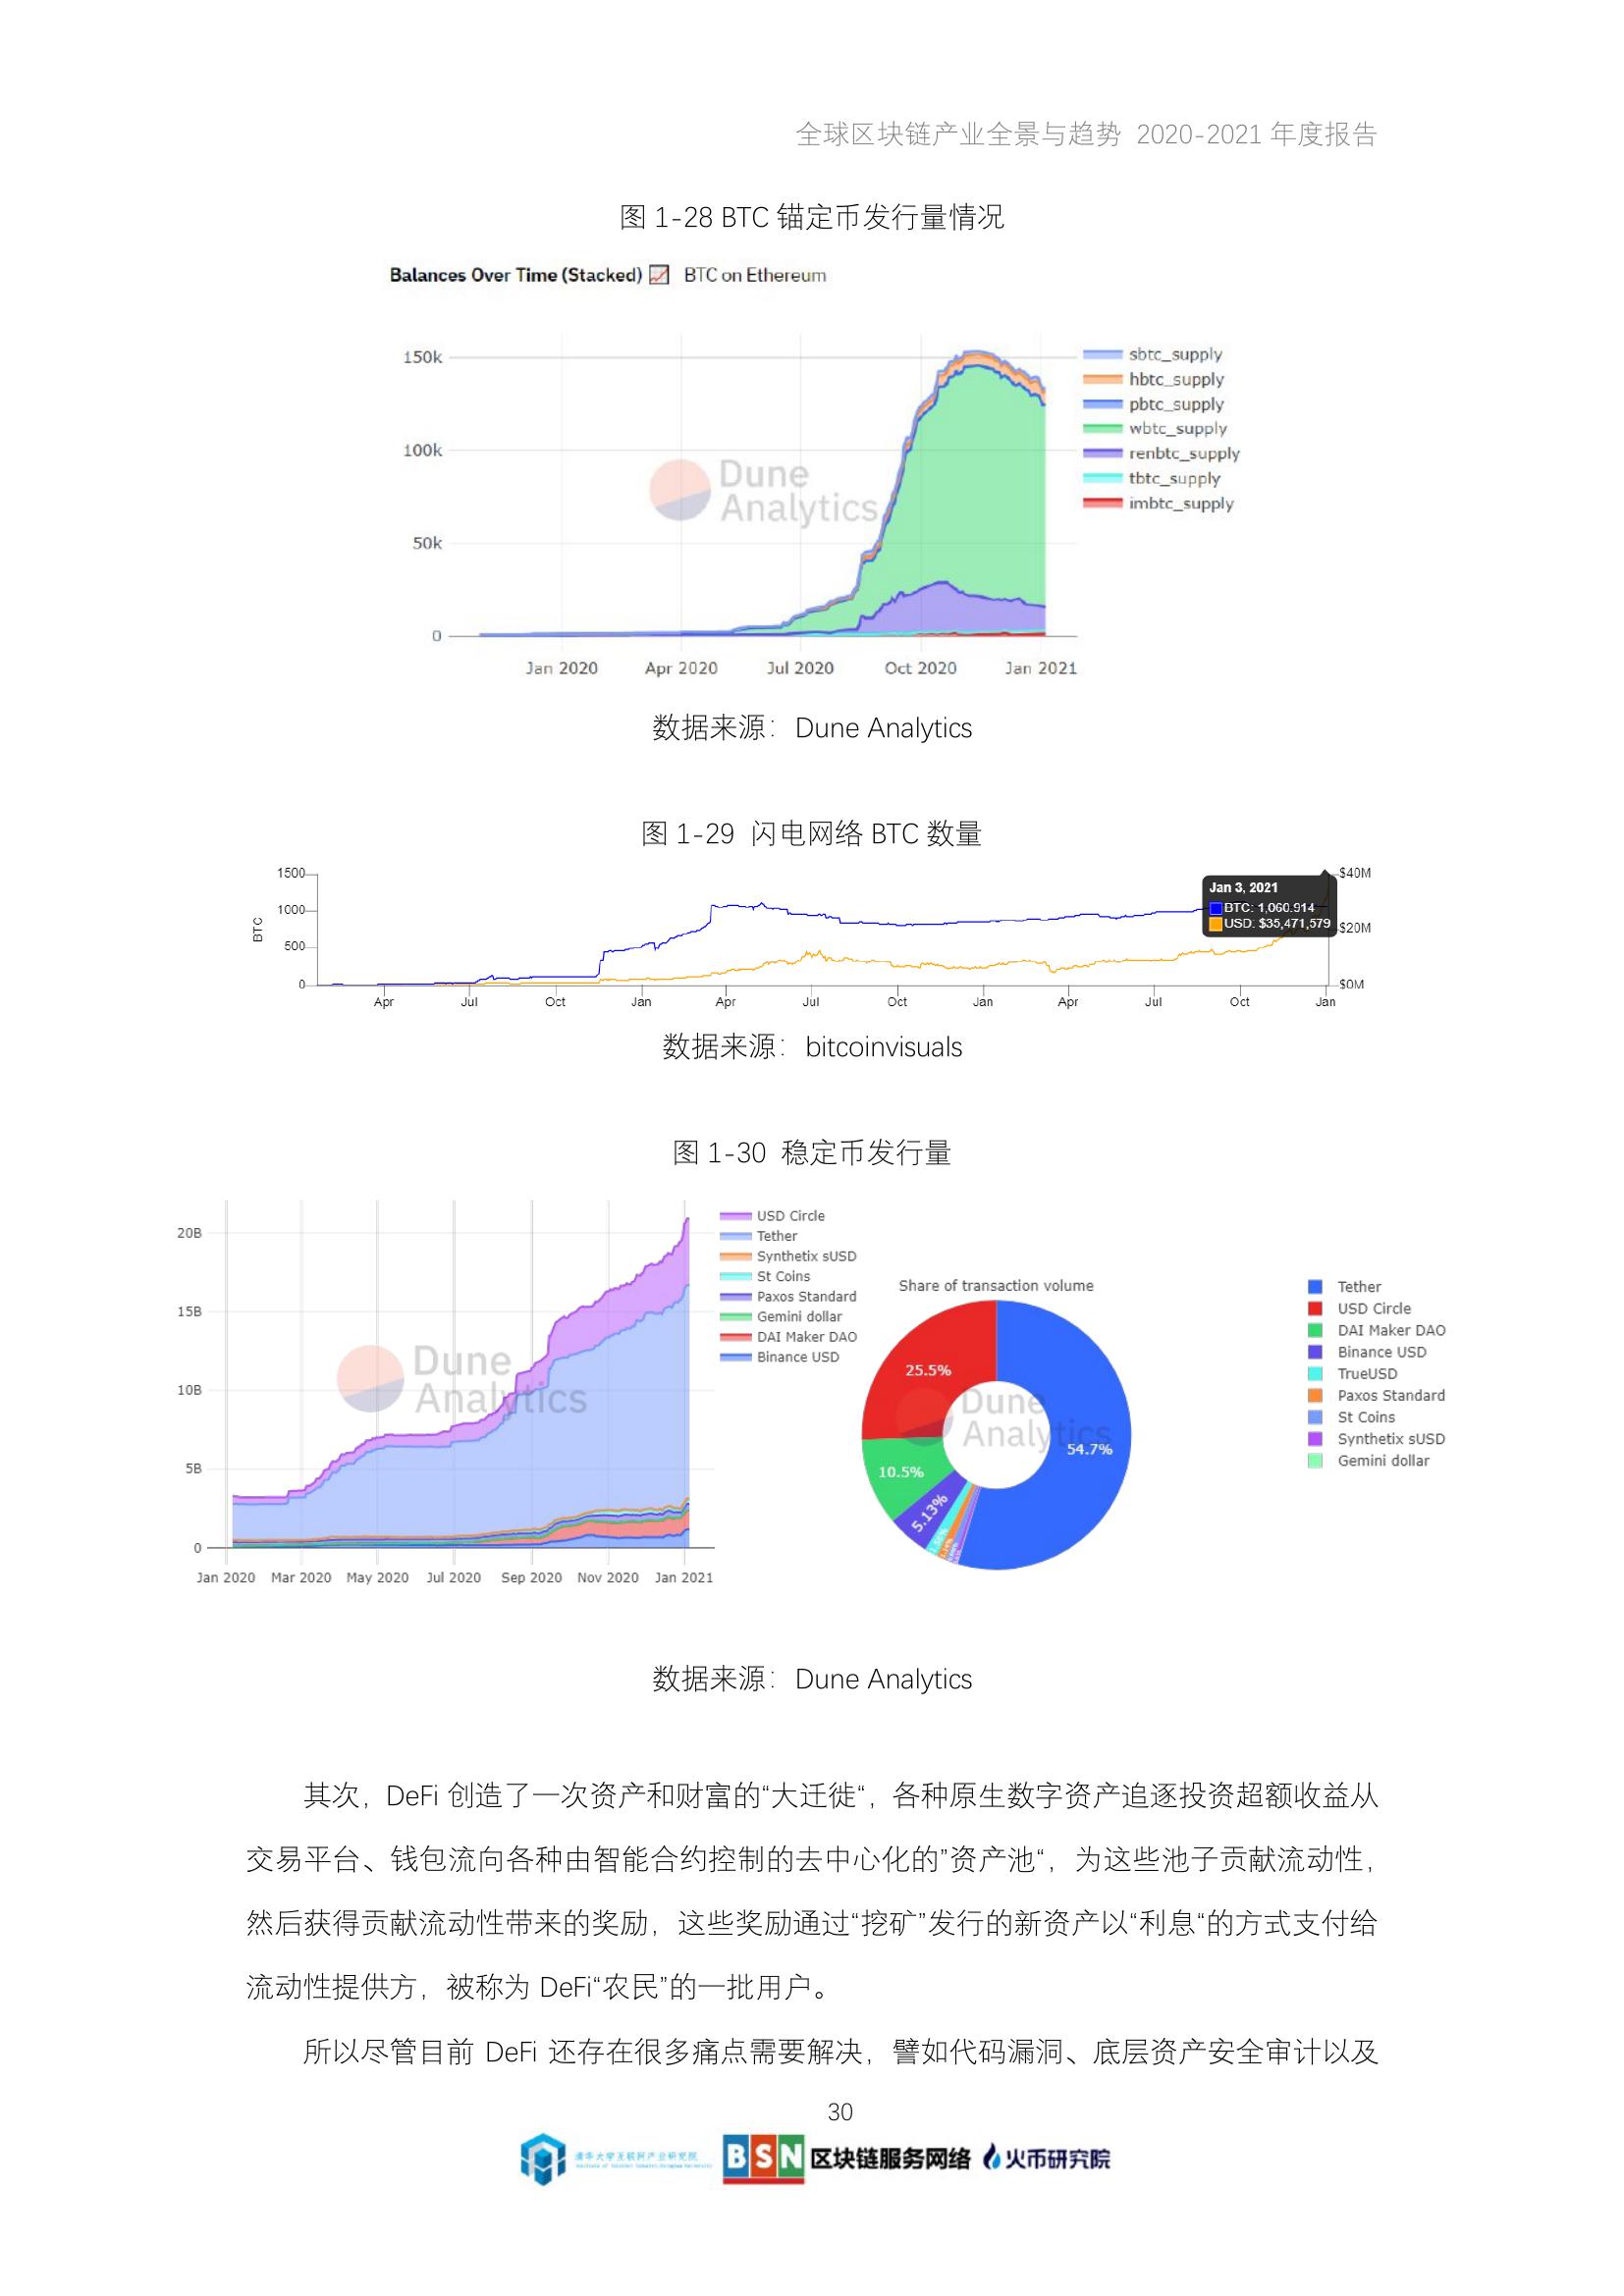 全球区块链产业全景与趋势 2020-2021 年度报告
图 1-28 BTC 锚定币发行量情况
Balances Over Time (Stacked) BTC on Ethereum
150k
100k
50k
0
Jan 2020 Apr 2020 Jul 2020 Oct 2020 Jan 2021
sbtc_supply
hbtc_supply
pbtc_supply
wbtc_supply
renbtc_supply
tbtc_supply
imbtc_supply
Dune
Analytics
数据来源：Dune Analytics
图 1-29 闪电网络 BTC 数量
BTC
1500
1000
500
0
$40M
$20M
$0M
Jan 3, 2021
BTC: 1,060.914
USD: $35,471,579
Apr Jul Oct Jan Apr Jul Oct Jan Apr Jul Oct Jan
数据来源：bitcoinvisuals
图 1-30 稳定币发行量
20B
15B
10B
5B
0
Jan 2020 Mar 2020 May 2020 Jul 2020 Sep 2020 Nov 2020 Jan 2021
Dune
Analytics
USD Circle
Tether
Synthetix sUSD
St Coins
Paxos Standard
Gemini dollar
DAI Maker DAO
Binance USD
Share of transaction volume
25.5%
54.7%
10.5%
5.13%
Dune
Analytics
Tether
USD Circle
DAI Maker DAO
Binance USD
TrueUSD
Paxos Standard
St Coins
Synthetix sUSD
Gemini dollar
数据来源：Dune Analytics
其次，DeFi 创造了一次资产和财富的“大迁徙“，各种原生数字资产追逐投资超额收益从
交易平台、钱包流向各种由智能合约控制的去中心化的”资产池“，为这些池子贡献流动性，
然后获得贡献流动性带来的奖励，这些奖励通过“挖矿”发行的新资产以“利息“的方式支付给
流动性提供方，被称为 DeFi“农民”的一批用户。
所以尽管目前 DeFi 还存在很多痛点需要解决，譬如代码漏洞、底层资产安全审计以及
30
清华大学互联网产业研究院
BSN 区块链服务网络 火币研究院